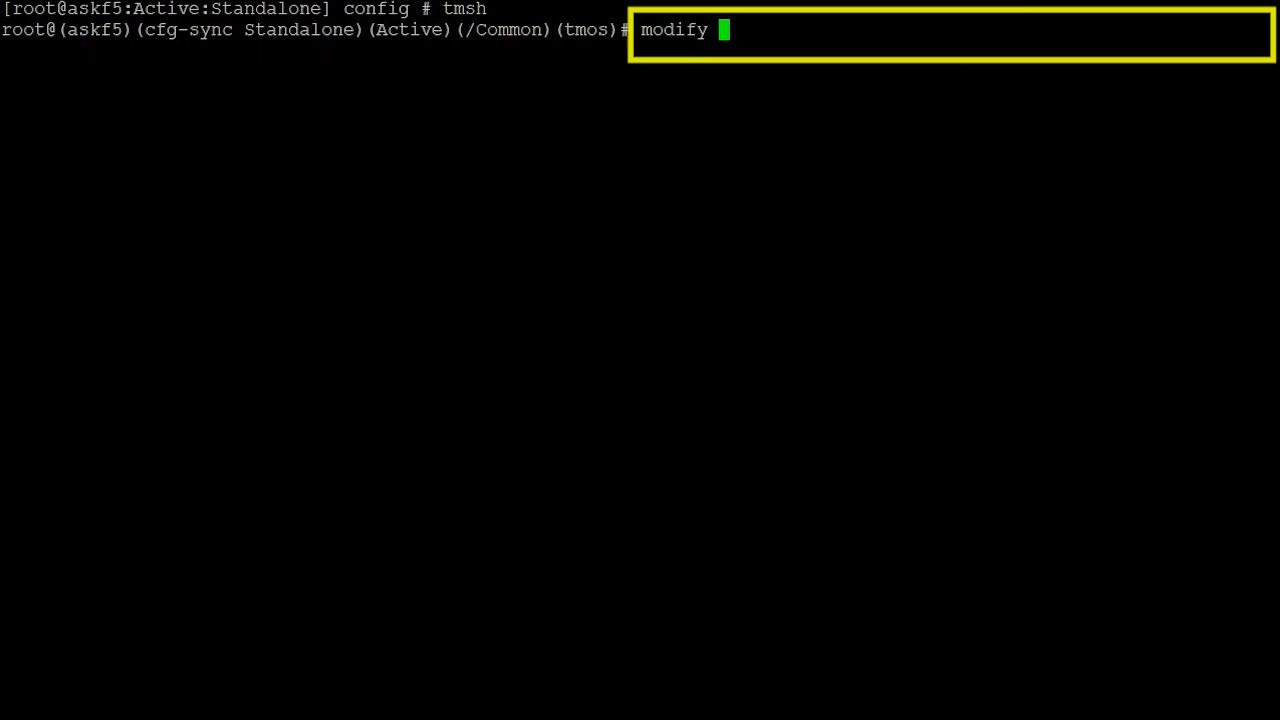 [root@askf5:Active:Standalone] config # tmsh
root@(askf5)(cfg-sync Standalone)(Active)(/Common)(tmos)# modify